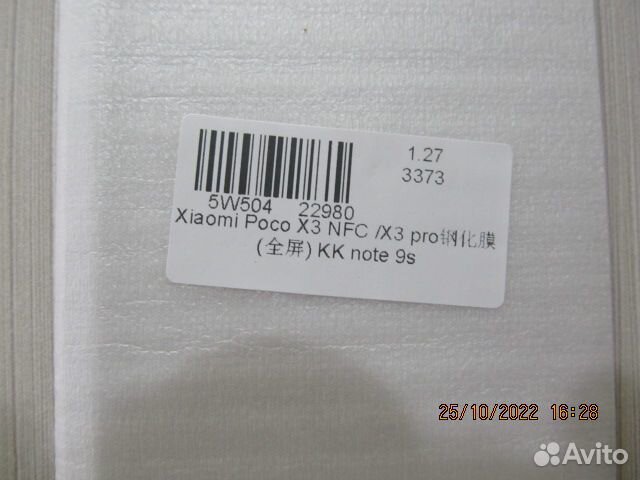 1.27
3373
5W504 22980
Xiaomi Poco X3 NFC /X3 pro钢化膜
(全屏) KK note 9s
25/10/2022 16:28
Avito